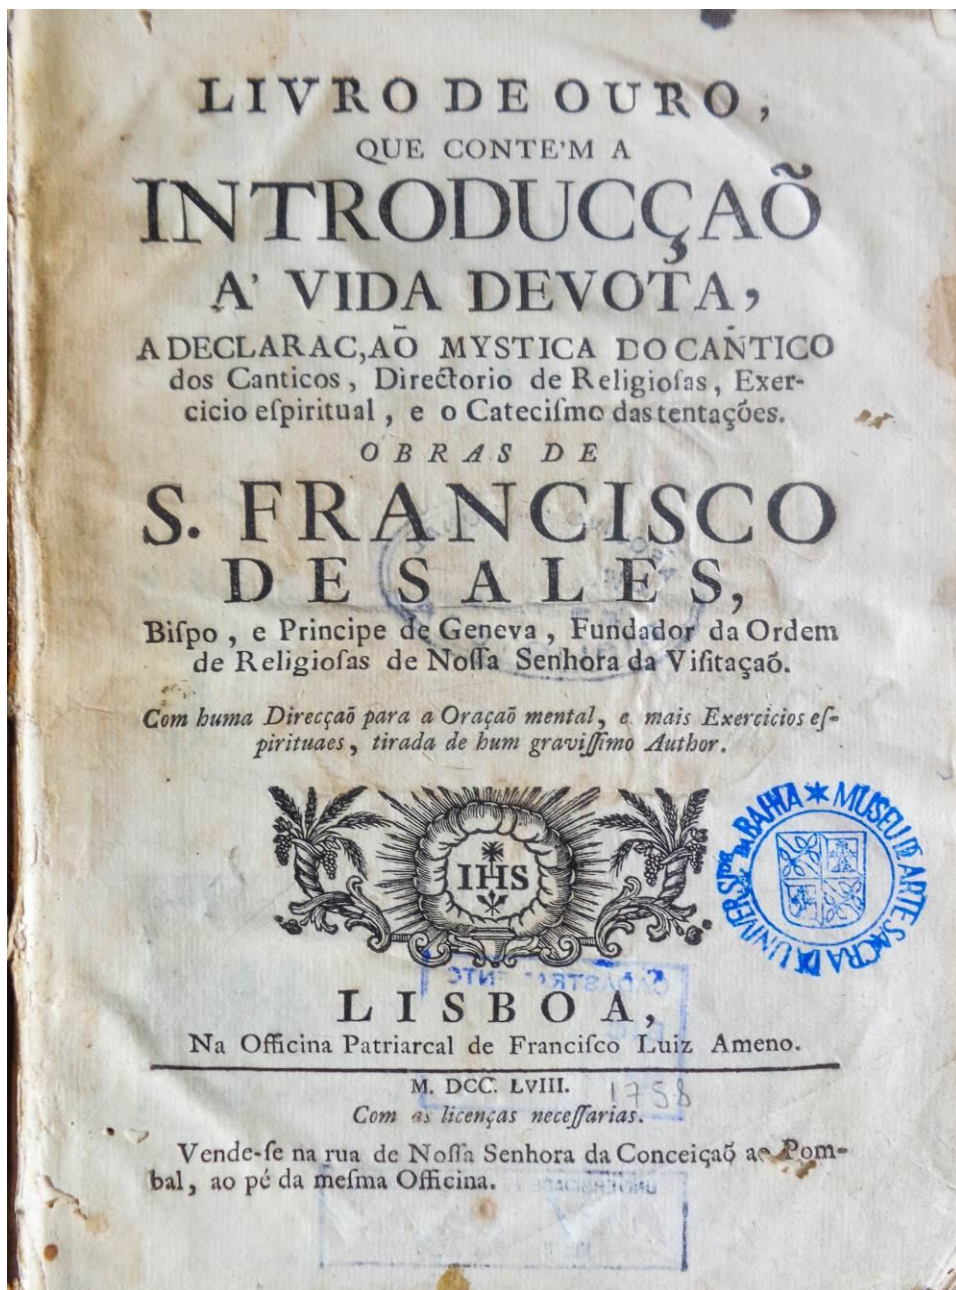 LIVRO DE OURO,
QUE CONTE'M A
INTRODUCÇAÕ
A' VIDA DEVOTA,
A DECLARAC,AÕ MYSTICA DO CANTICO
dos Canticos, Directorio de Religioſas, Exer-
cicio eſpiritual, e o Cateciſmo das tentações.
OBRAS DE
S. FRANCISCO
DE SALES,
Biſpo, e Principe de Geneva, Fundador da Ordem
de Religioſas de Noſſa Senhora da Viſitaçaõ.
Com huma Direcçaõ para a Oraçaõ mental, e mais Exercicios eſ-
pirituaes, tirada de hum graviſſimo Author.
IHS
MUSEU DE ARTE SACRA DA UNIVERSIDADE DA BAHIA
LISBOA,
Na Officina Patriarcal de Franciſco Luiz Ameno.
M. DCC. LVIII.
1758
Com as licenças neceſſarias.
Vende-ſe na rua de Noſſa Senhora da Conceiçaõ ao Pom-
bal, ao pé da meſma Officina.